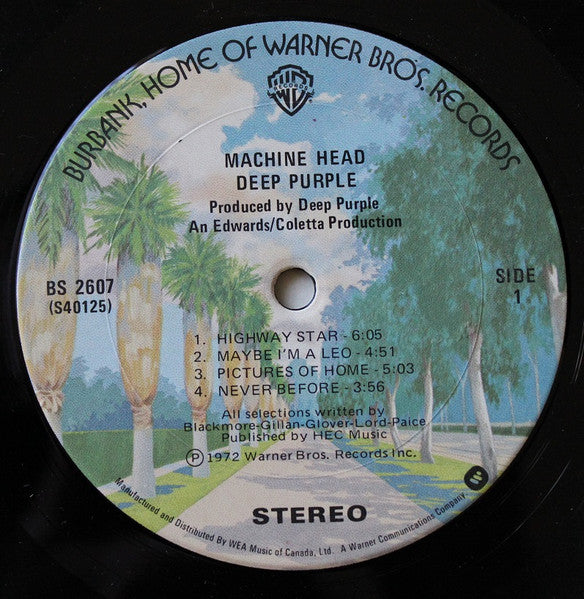 BURBANK, HOME OF WARNER BROS. RECORDS
RECORDS
MACHINE HEAD
DEEP PURPLE
Produced by Deep Purple
An Edwards/Coletta Production
BS 2607
(S40125)
SIDE
1
1. HIGHWAY STAR - 6:05
2. MAYBE I'M A LEO - 4:51
3. PICTURES OF HOME - 5:03
4. NEVER BEFORE - 3:56
All selections written by
Blackmore-Gillan-Glover-Lord-Paice
Published by HEC Music
Ⓟ 1972 Warner Bros. Records Inc.
STEREO
Manufactured and Distributed By WEA Music of Canada, Ltd. A Warner Communications Company.